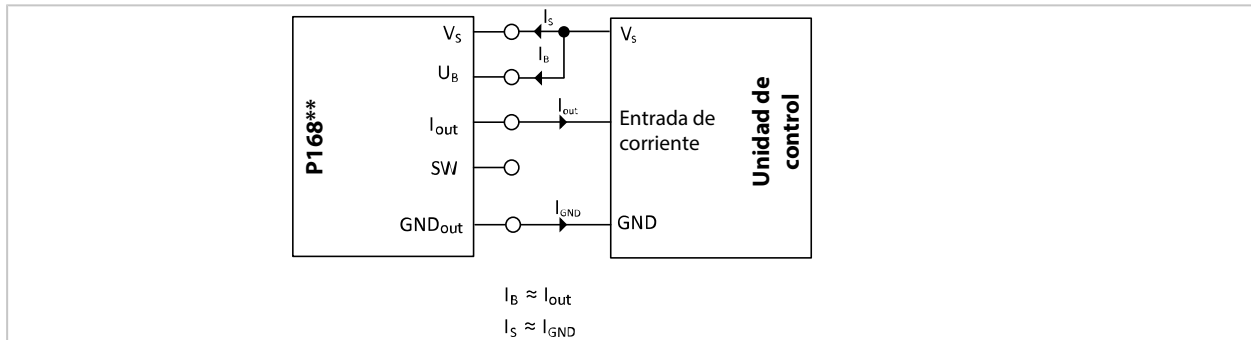 P168**
V_S
U_B
I_out
SW
GND_out
I_S
I_B
I_out
I_GND
V_s
Entrada de
corriente
GND
Unidad de
control
I_B ≈ I_out
I_S ≈ I_GND